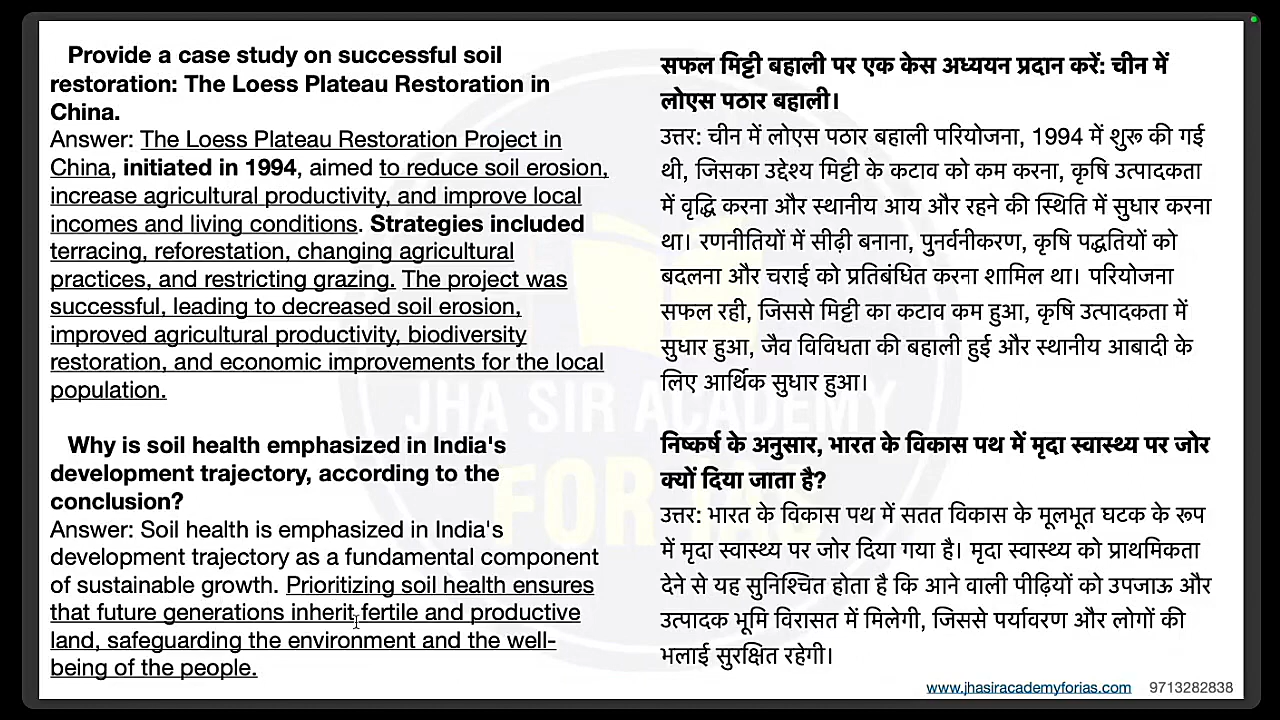 Provide a case study on successful soil
restoration: The Loess Plateau Restoration in
China.
Answer: The Loess Plateau Restoration Project in
China, initiated in 1994, aimed to reduce soil erosion,
increase agricultural productivity, and improve local
incomes and living conditions. Strategies included
terracing, reforestation, changing agricultural
practices, and restricting grazing. The project was
successful, leading to decreased soil erosion,
improved agricultural productivity, biodiversity
restoration, and economic improvements for the local
population.
Why is soil health emphasized in India's
development trajectory, according to the
conclusion?
Answer: Soil health is emphasized in India's
development trajectory as a fundamental component
of sustainable growth. Prioritizing soil health ensures
that future generations inherit fertile and productive
land, safeguarding the environment and the well-
being of the people.
सफल मिट्टी बहाली पर एक केस अध्ययन प्रदान करें: चीन में
लोएस पठार बहाली।
उत्तर: चीन में लोएस पठार बहाली परियोजना, 1994 में शुरू की गई
थी, जिसका उद्देश्य मिट्टी के कटाव को कम करना, कृषि उत्पादकता
में वृद्धि करना और स्थानीय आय और रहने की स्थिति में सुधार करना
था। रणनीतियों में सीढ़ी बनाना, पुनर्वनीकरण, कृषि पद्धतियों को
बदलना और चराई को प्रतिबंधित करना शामिल था। परियोजना
सफल रही, जिससे मिट्टी का कटाव कम हुआ, कृषि उत्पादकता में
सुधार हुआ, जैव विविधता की बहाली हुई और स्थानीय आबादी के
लिए आर्थिक सुधार हुआ।
निष्कर्ष के अनुसार, भारत के विकास पथ में मृदा स्वास्थ्य पर जोर
क्यों दिया जाता है?
उत्तर: भारत के विकास पथ में सतत विकास के मूलभूत घटक के रूप
में मृदा स्वास्थ्य पर जोर दिया गया है। मृदा स्वास्थ्य को प्राथमिकता
देने से यह सुनिश्चित होता है कि आने वाली पीढ़ियों को उपजाऊ और
उत्पादक भूमि विरासत में मिलेगी, जिससे पर्यावरण और लोगों की
भलाई सुरक्षित रहेगी।
JHA SIR ACADEMY
FOR IAS
www.jhasiracademyforias.com 9713282838